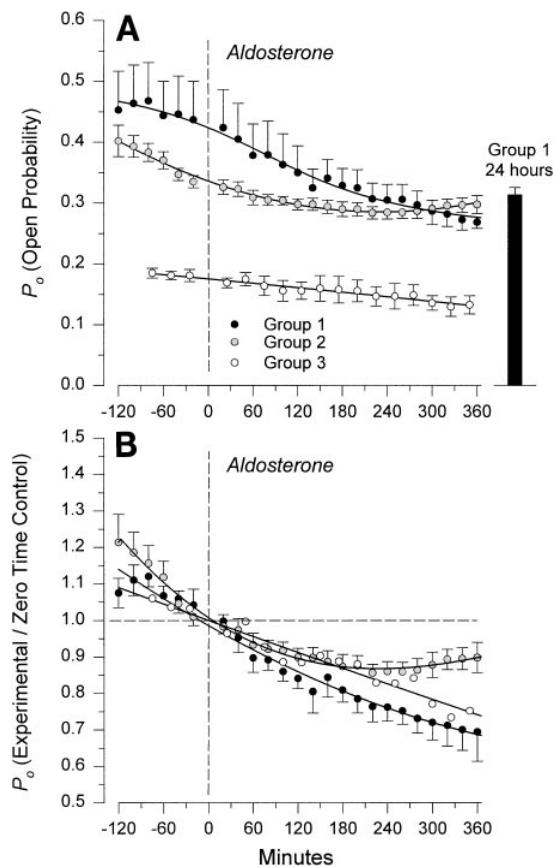 A
Aldosterone
Po (Open Probability)
0.6
0.5
0.4
0.3
0.2
0.1
0.0
Group 1
Group 2
Group 3
-120 -60 0 60 120 180 240 300 360
Group 1
24 hours
B
Aldosterone
Po (Experimental / Zero Time Control)
1.5
1.4
1.3
1.2
1.1
1.0
0.9
0.8
0.7
0.6
0.5
-120 -60 0 60 120 180 240 300 360
Minutes